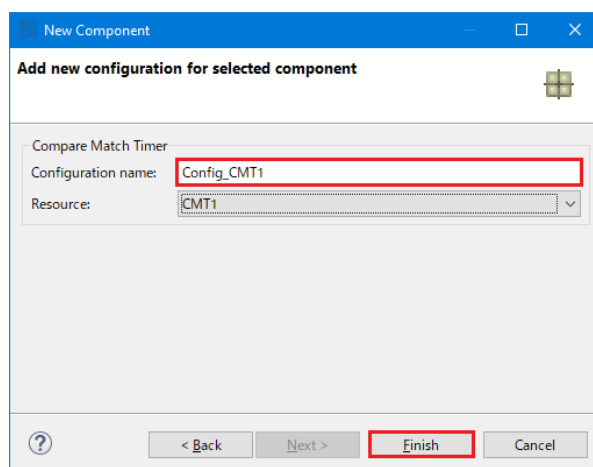 New Component
Add new configuration for selected component
Compare Match Timer
Configuration name: Config_CMT1
Resource: CMT1
? < Back Next > Finish Cancel